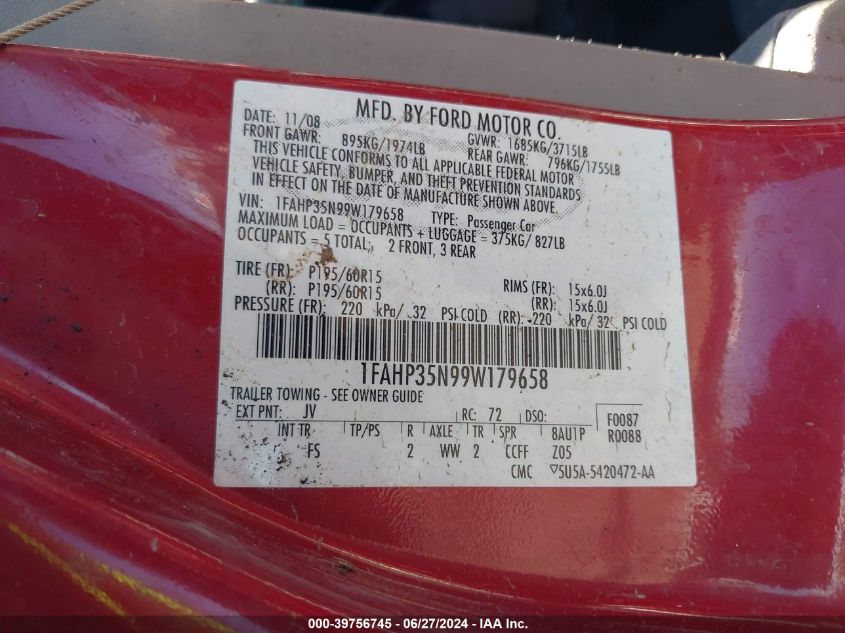 MFD. BY FORD MOTOR CO.
DATE: 11/08 GVWR: 1685KG/3715LB
FRONT GAWR: 895KG/1974LB REAR GAWR: 796KG/1755LB
THIS VEHICLE CONFORMS TO ALL APPLICABLE FEDERAL MOTOR
VEHICLE SAFETY, BUMPER, AND THEFT PREVENTION STANDARDS
IN EFFECT ON THE DATE OF MANUFACTURE SHOWN ABOVE.
VIN: 1FAHP35N99W179658 TYPE: Passenger Car
MAXIMUM LOAD = OCCUPANTS + LUGGAGE = 375KG/ 827LB
OCCUPANTS = 5 TOTAL; 2 FRONT, 3 REAR
TIRE (FR): P195/60R15 RIMS (FR): 15x6.0J
(RR): P195/60R15 (RR): 15x6.0J
PRESSURE (FR): 220 kPa/ 32 PSI COLD (RR): 220 kPa/ 32 PSI COLD
1FAHP35N99W179658
TRAILER TOWING - SEE OWNER GUIDE
EXT PNT: JV RC: 72 DSO: F0087
INT TR TP/PS R AXLE TR SPR BAU1P R0088
FS 2 WW 2 CCFF Z05
CMC 5U5A-5420472-AA
000-39756745 / 06/27/2024 - IAA Inc.